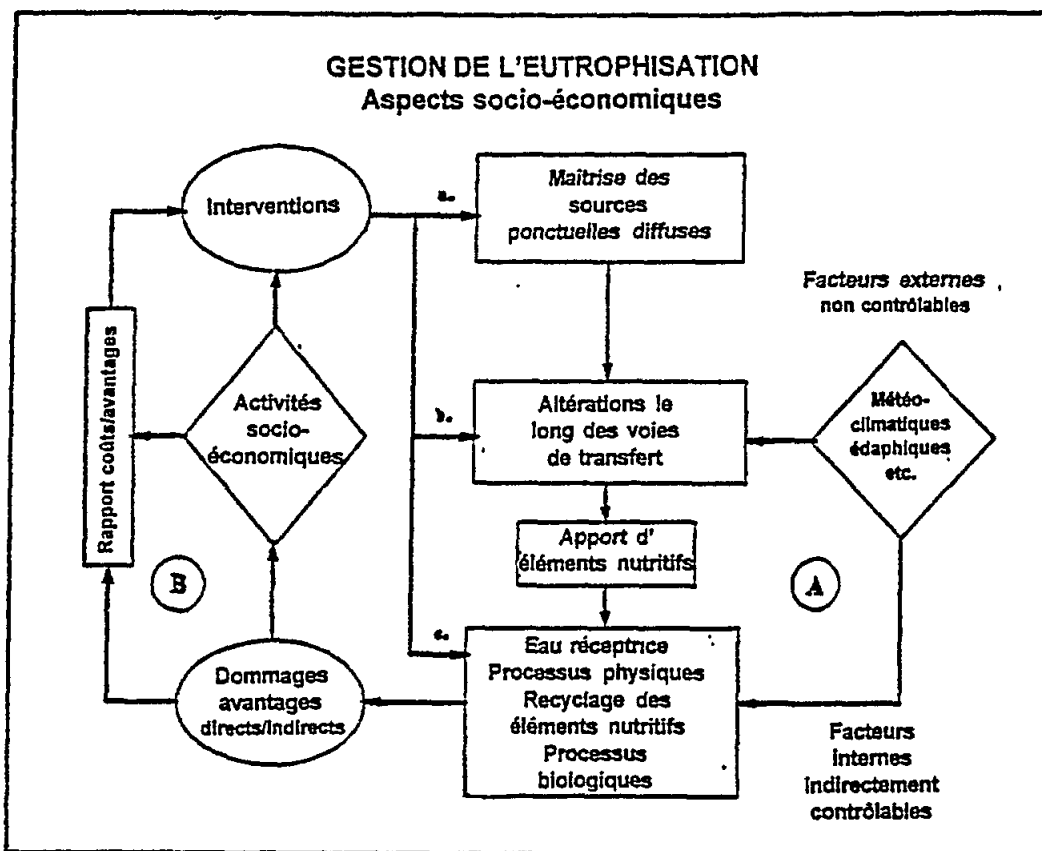 GESTION DE L'EUTROPHISATION
Aspects socio-économiques
Interventions
a.
Maîtrise des
sources
ponctuelles diffuses
Facteurs externes
non contrôlables
Rapport coûts/avantages
Activités
socio-
économiques
b.
Altérations le
long des voies
de transfert
Météo-
climatiques
édaphiques
etc.
Apport d'
éléments nutritifs
B
A
c.
Dommages
avantages
directs/indirects
Eau réceptrice
Processus physiques
Recyclage des
éléments nutritifs
Processus
biologiques
Facteurs
internes
indirectement
contrôlables